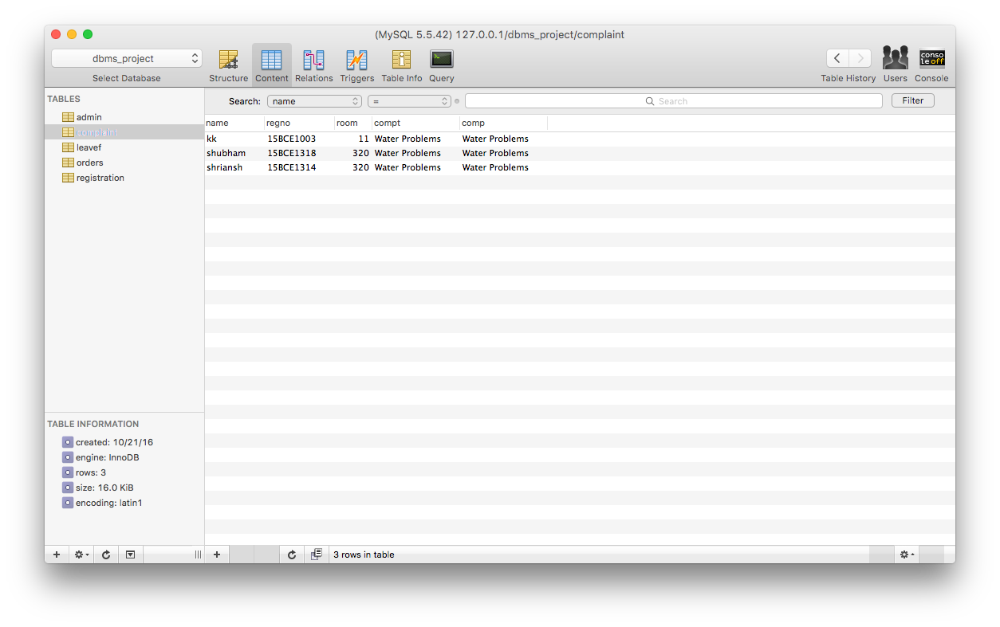 (MySQL 5.5.42) 127.0.0.1/dbms_project/complaint
dbms_project
Select Database
Structure Content Relations Triggers Table Info Query
Table History Users Console
conso
le off
TABLES
admin
complaint
leavef
orders
registration
Search: name = Search Filter
name regno room compt comp
kk 15BCE1003 11 Water Problems Water Problems
shubham 15BCE1318 320 Water Problems Water Problems
shriansh 15BCE1314 320 Water Problems Water Problems
TABLE INFORMATION
created: 10/21/16
engine: InnoDB
rows: 3
size: 16.0 KiB
encoding: latin1
3 rows in table